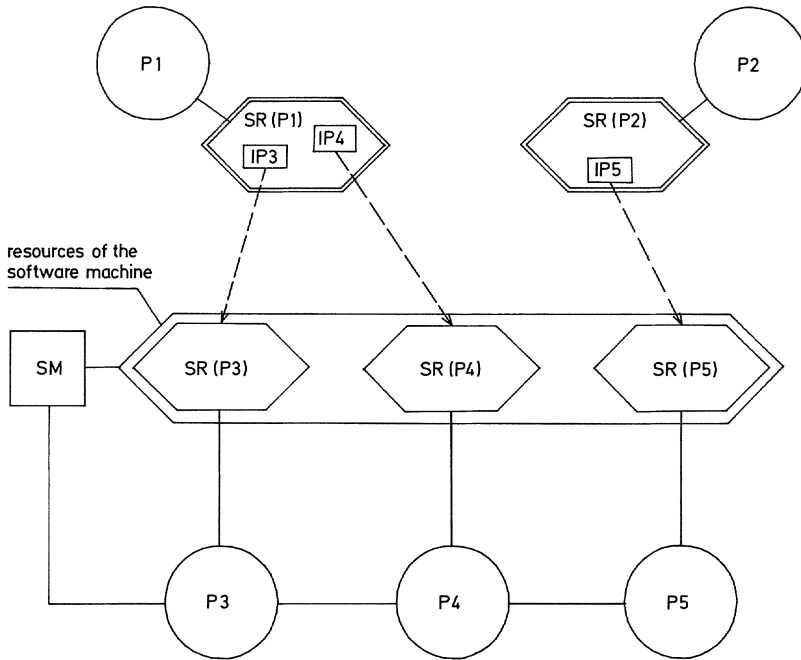 P1
P2
SR (P1)
IP4
IP3
SR (P2)
IP5
resources of the
software machine
SM
SR (P3)
SR (P4)
SR (P5)
P3
P4
P5